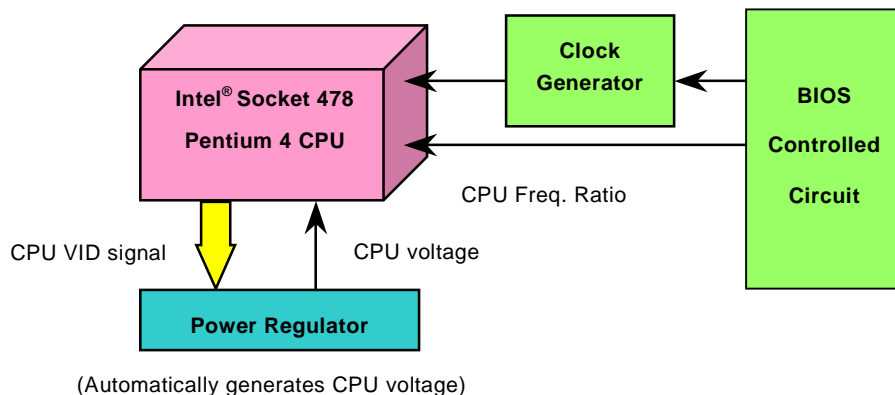 Intel® Socket 478
Pentium 4 CPU
Clock
Generator
BIOS
Controlled
Circuit
CPU Freq. Ratio
CPU VID signal
CPU voltage
Power Regulator
(Automatically generates CPU voltage)